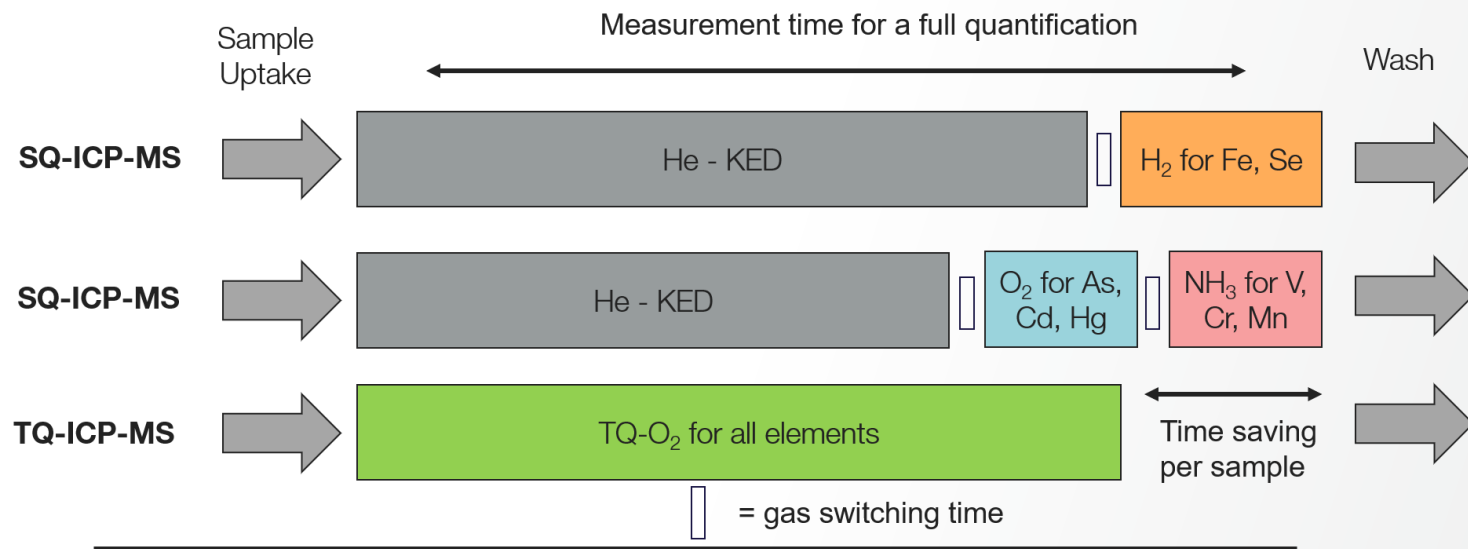 Sample
Uptake
Measurement time for a full quantification
Wash
SQ-ICP-MS
He - KED
H₂ for Fe, Se
SQ-ICP-MS
He - KED
O₂ for As,
Cd, Hg
NH₃ for V,
Cr, Mn
TQ-ICP-MS
TQ-O₂ for all elements
Time saving
per sample
= gas switching time